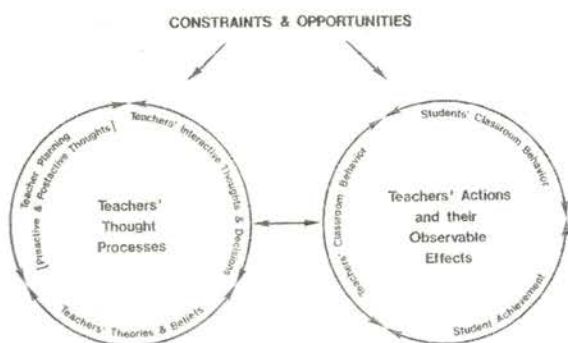 CONSTRAINTS & OPPORTUNITIES
Teacher Planning
[Preactive & Postactive Thoughts]
Teachers' Interactive Thoughts & Decisions
Teachers' Theories & Beliefs
Teachers'
Thought
Processes
Students' Classroom Behavior
Teachers' Classroom Behavior
Student Achievement
Teachers' Actions
and their
Observable
Effects